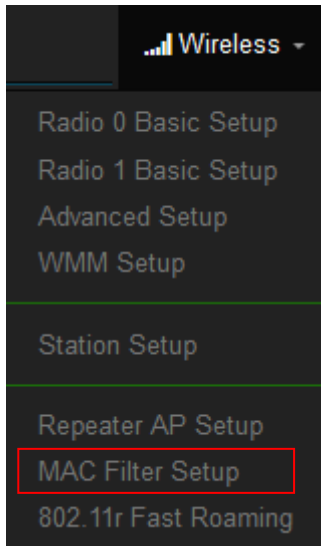 Wireless
Radio 0 Basic Setup
Radio 1 Basic Setup
Advanced Setup
WMM Setup
Station Setup
Repeater AP Setup
MAC Filter Setup
802.11r Fast Roaming